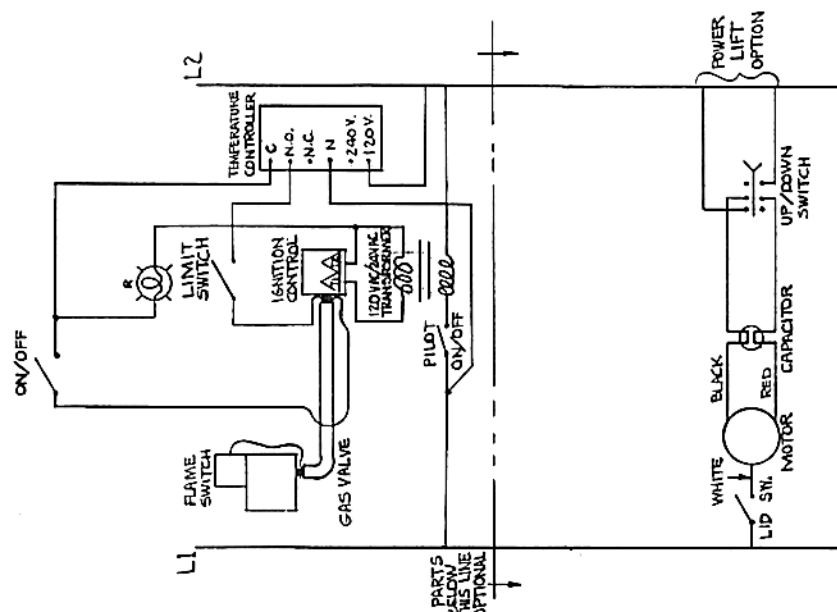 ON/OFF
R
LIMIT
SWITCH
TEMPERATURE
CONTROLLER
C
N.O.
N.C.
N
240V.
120V.
L2
FLAME
SWITCH
GAS VALVE
IGNITION
CONTROL
120VAC/20VAC
TRANSFORMER
PILOT
ON/OFF
L1
PARTS
BELOW
THIS LINE
OPTIONAL
WHITE
LID SW.
MOTOR
BLACK
RED
CAPACITOR
UP/DOWN
SWITCH
POWER
LIFT
OPTION